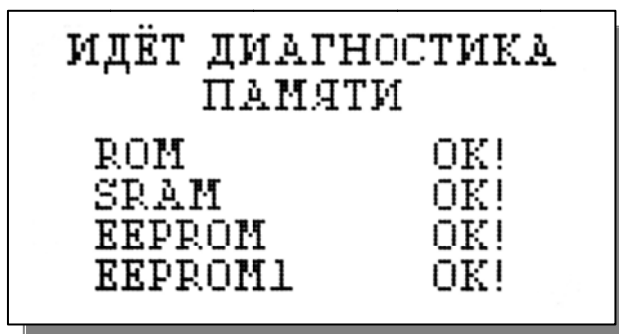 ИДЁТ ДИАГНОСТИКА
ПАМЯТИ
ROM OK!
SRAM OK!
EEPROM OK!
EEPROM1 OK!